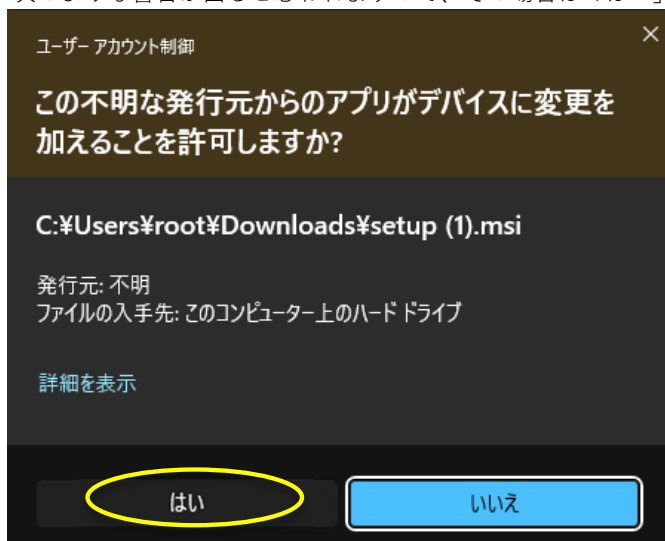 ユーザー アカウント制御
この不明な発行元からのアプリがデバイスに変更を
加えることを許可しますか?
C:¥Users¥root¥Downloads¥setup (1).msi
発行元: 不明
ファイルの入手先: このコンピューター上のハード ドライブ
詳細を表示
はい
いいえ